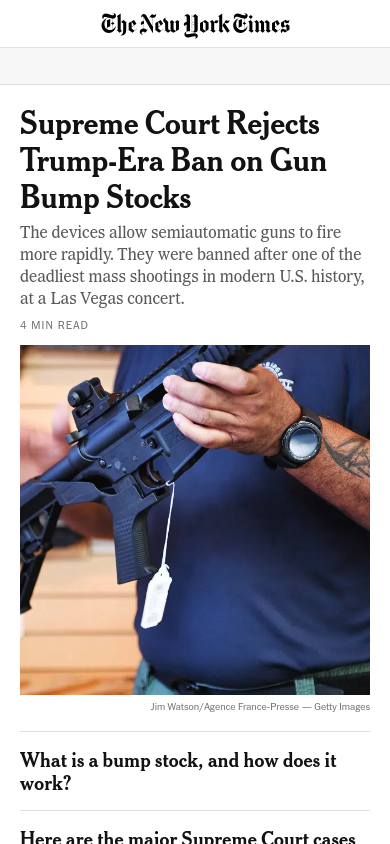 The New York Times
Supreme Court Rejects
Trump-Era Ban on Gun
Bump Stocks
The devices allow semiautomatic guns to fire
more rapidly. They were banned after one of the
deadliest mass shootings in modern U.S. history,
at a Las Vegas concert.
4 MIN READ
Jim Watson/Agence France-Presse — Getty Images
What is a bump stock, and how does it
work?
Here are the major Supreme Court cases